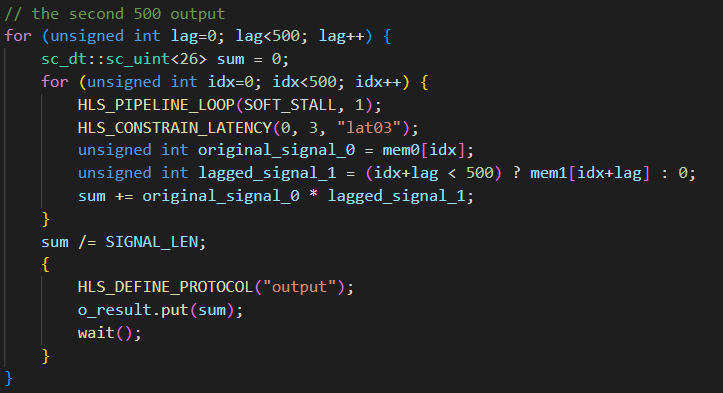 // the second 500 output
for (unsigned int lag=0; lag<500; lag++) {
    sc_dt::sc_uint<26> sum = 0;
    for (unsigned int idx=0; idx<500; idx++) {
        HLS_PIPELINE_LOOP(SOFT_STALL, 1);
        HLS_CONSTRAIN_LATENCY(0, 3, "lat03");
        unsigned int original_signal_0 = mem0[idx];
        unsigned int lagged_signal_1 = (idx+lag < 500) ? mem1[idx+lag] : 0;
        sum += original_signal_0 * lagged_signal_1;
    }
    sum /= SIGNAL_LEN;
    {
        HLS_DEFINE_PROTOCOL("output");
        o_result.put(sum);
        wait();
    }
}